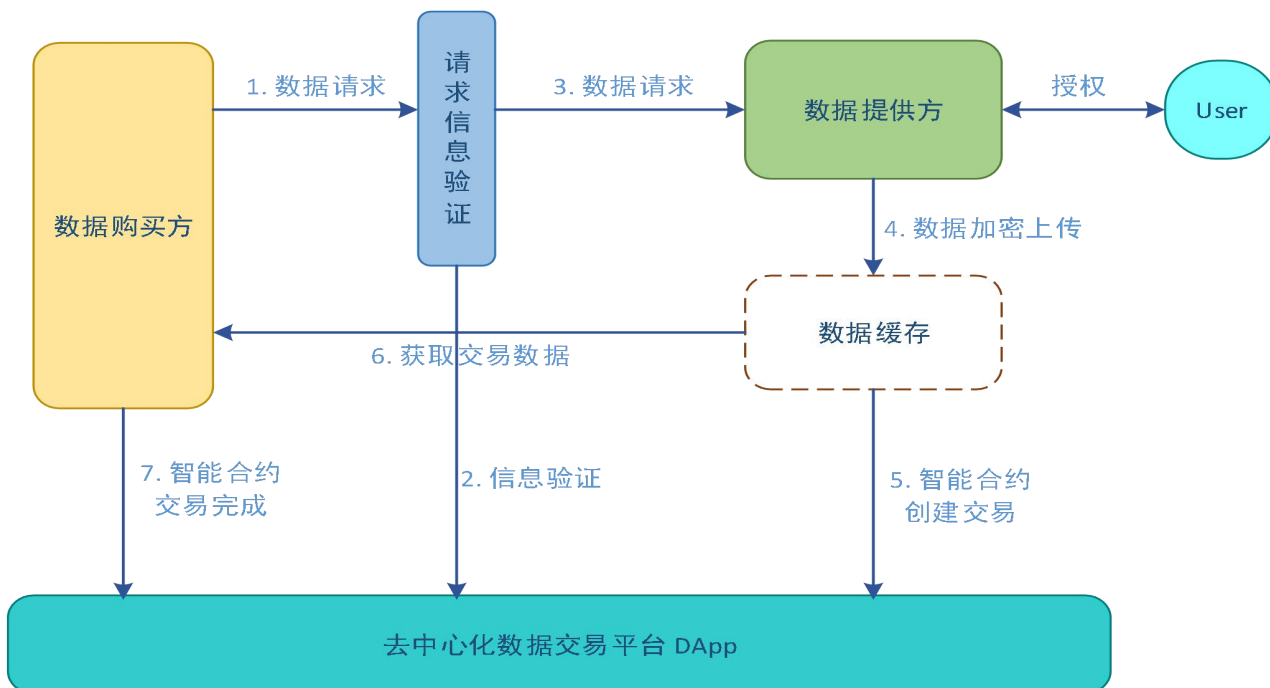 1. 数据请求
请求信息验证
3. 数据请求
数据提供方
授权
User
数据购买方
4. 数据加密上传
数据缓存
6. 获取交易数据
7. 智能合约
交易完成
2. 信息验证
5. 智能合约
创建交易
去中心化数据交易平台 DApp